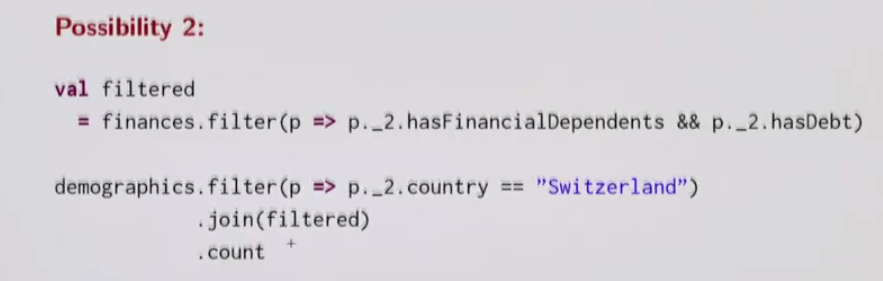 Possibility 2:
val filtered
= finances.filter(p => p._2.hasFinancialDependents && p._2.hasDebt)
demographics.filter(p => p._2.country == "Switzerland")
.join(filtered)
.count